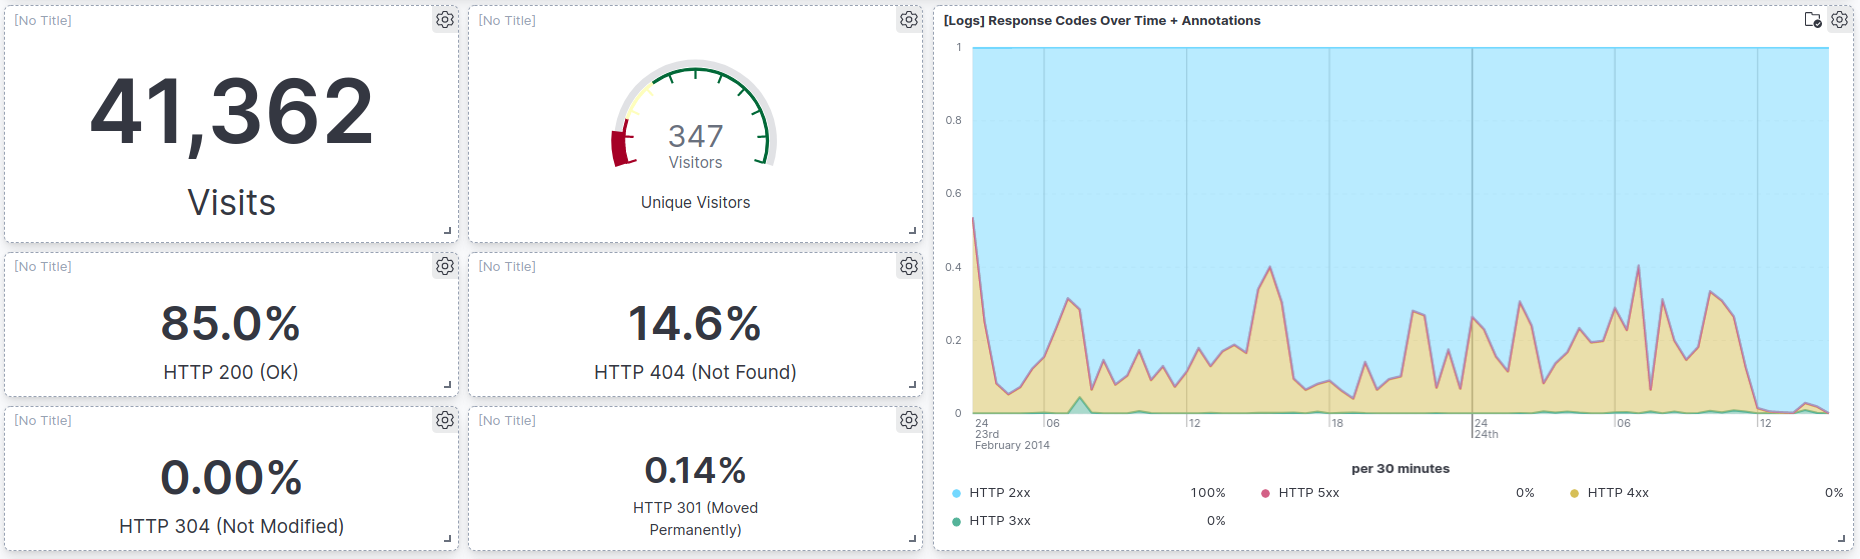 [No Title]
41,362
Visits
[No Title]
347
Visitors
Unique Visitors
[No Title]
85.0%
HTTP 200 (OK)
[No Title]
14.6%
HTTP 404 (Not Found)
[No Title]
0.00%
HTTP 304 (Not Modified)
[No Title]
0.14%
HTTP 301 (Moved
Permanently)
[Logs] Response Codes Over Time + Annotations
1
0.8
0.6
0.4
0.2
0
24 06 12 18 24 06 12
23rd 24th
February 2014
per 30 minutes
HTTP 2xx 100% HTTP 5xx 0% HTTP 4xx 0%
HTTP 3xx 0%